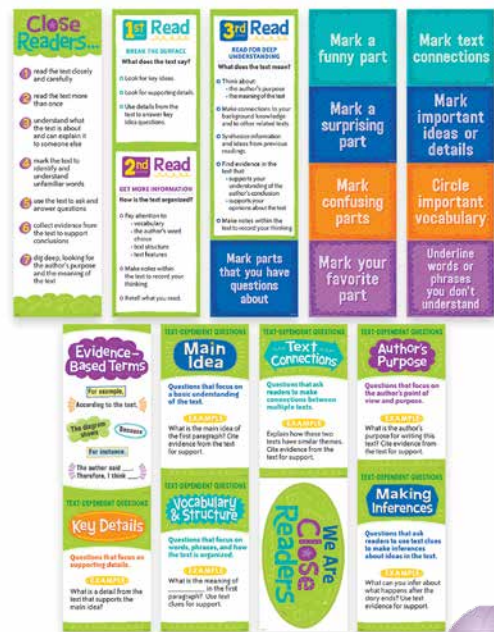 Close
Readers...
1 read the text closely
and carefully
2 read the text more
than once
3 understand what
the text is about
and can explain it
to someone else
4 mark the text to
identify and
understand
unfamiliar words
5 use the text to ask and
answer questions
6 collect evidence from
the text to support
conclusions
7 dig deep, looking for
the author's purpose
and the meaning of
the text
1st Read
BREAK THE SURFACE
What does the text say?
Look for key ideas.
Look for supporting details.
Use details from the
text to answer key
idea questions.
2nd Read
GET MORE INFORMATION
How is the text organized?
Pay attention to
- vocabulary
- the author's word
choice
- text structure
- text features
Make notes within
the text to record your
thinking
Retell what you read.
3rd Read
READ FOR DEEP
UNDERSTANDING
What does the text mean?
Think about:
- the author's purpose
- the meaning of the text
Make connections to your
background knowledge
and to other related texts.
Synthesize information
and ideas from previous
readings.
Find evidence in the
text that
- supports your
understanding of the
author's conclusion
- supports your
opinions about the text
Make notes within the
text to record your thinking
Mark parts
that you have
questions
about
Mark a
funny part
Mark text
connections
Mark a
surprising
part
Mark
important
ideas or
details
Mark
confusing
parts
Circle
important
vocabulary
Mark your
favorite
part
Underline
words or
phrases
you don't
understand
Evidence-
Based Terms
For example,
According to the text,
The diagram
shows
Because
For instance,
The author said ___.
Therefore, I think ___.
TEXT-DEPENDENT QUESTIONS
Key Details
Questions that focus on
supporting details.
EXAMPLE
What is a detail from the
text that supports the
main idea?
TEXT-DEPENDENT QUESTIONS
Main
Idea
Questions that focus on
a basic understanding
of the text.
EXAMPLE
What is the main idea of
the first paragraph? Cite
evidence from the text
for support.
TEXT-DEPENDENT QUESTIONS
Vocabulary
& Structure
Questions that focus on
words, phrases, and how
the text is organized.
EXAMPLE
What is the meaning of
_____ in the first
paragraph? Use text
clues for support.
TEXT-DEPENDENT QUESTIONS
Text
Connections
Questions that ask
readers to make
connections between
multiple texts.
EXAMPLE
Explain how these two
texts have similar themes.
Cite evidence from the
text for support.
We Are
Close
Readers
TEXT-DEPENDENT QUESTIONS
Author's
Purpose
Questions that focus on
the author's point of
view and purpose.
EXAMPLE
What is the author's
purpose for writing this
text? Cite evidence from
the text for support.
TEXT-DEPENDENT QUESTIONS
Making
Inferences
Questions that ask
readers to use text clues
to make inferences
about ideas in the text.
EXAMPLE
What can you infer about
what happens after the
story ends? Use text
evidence for support.